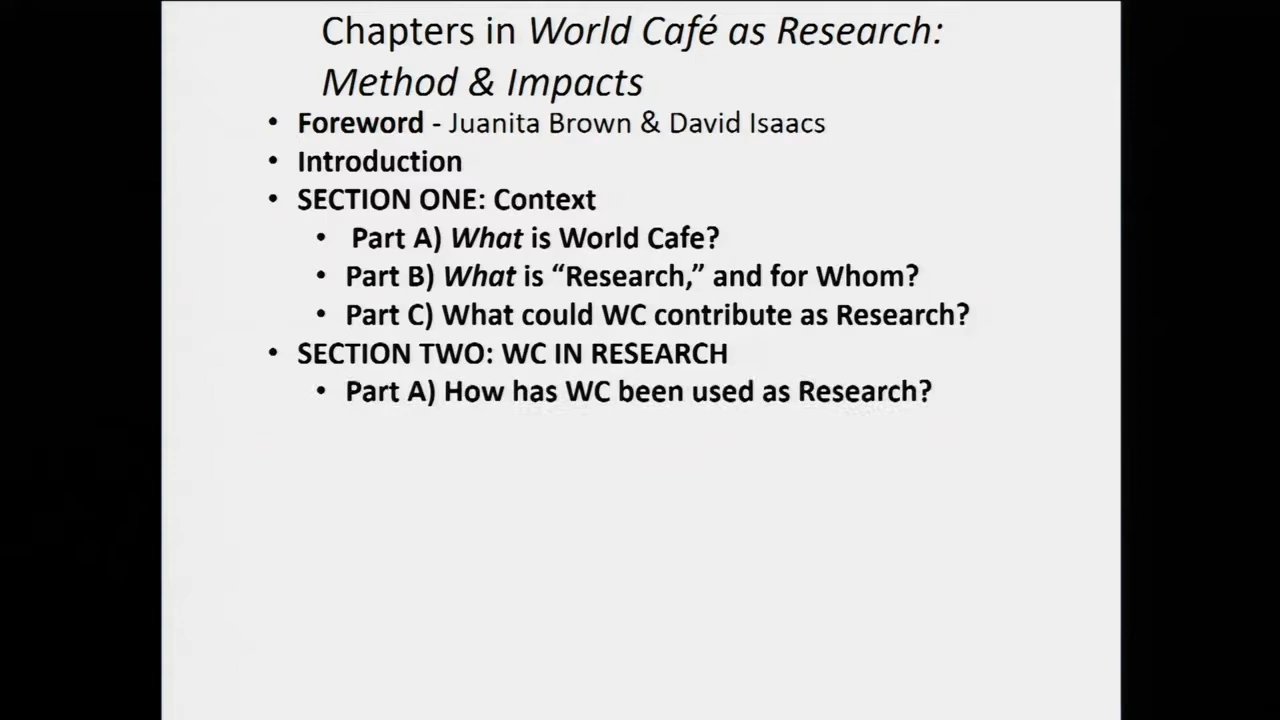 Chapters in World Café as Research:
Method & Impacts
• Foreword - Juanita Brown & David Isaacs
• Introduction
• SECTION ONE: Context
• Part A) What is World Cafe?
• Part B) What is “Research,” and for Whom?
• Part C) What could WC contribute as Research?
• SECTION TWO: WC IN RESEARCH
• Part A) How has WC been used as Research?